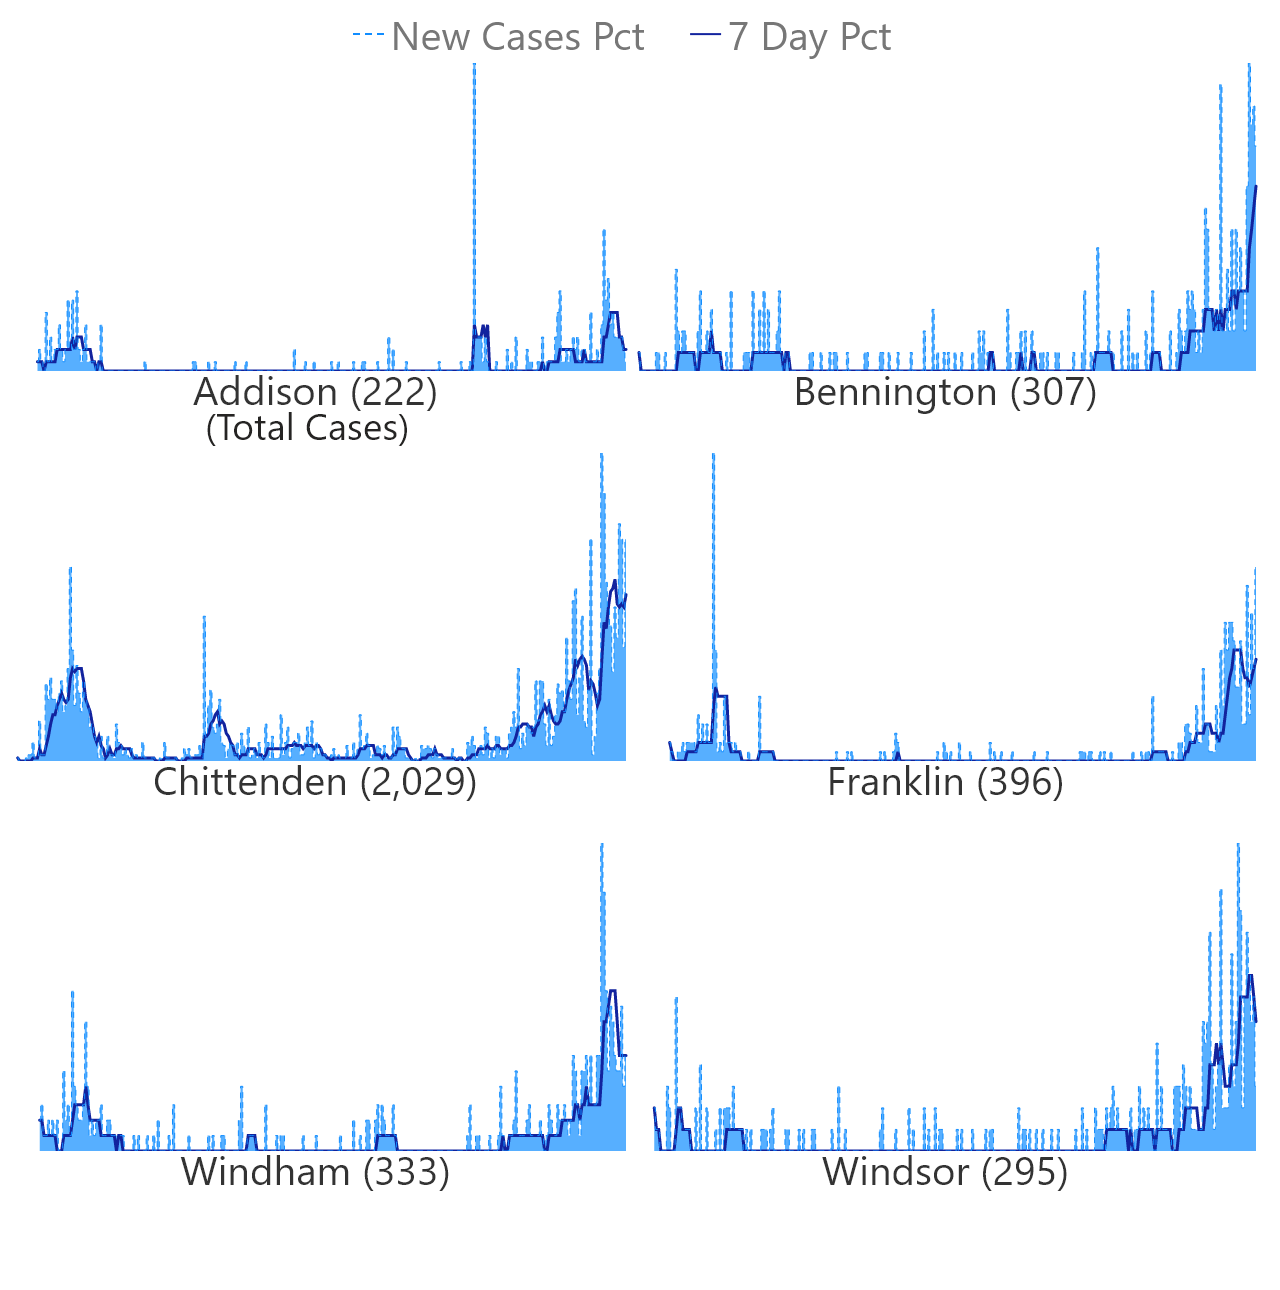 New Cases Pct 7 Day Pct
Addison (222) Bennington (307)
(Total Cases)
Chittenden (2,029) Franklin (396)
Windham (333) Windsor (295)